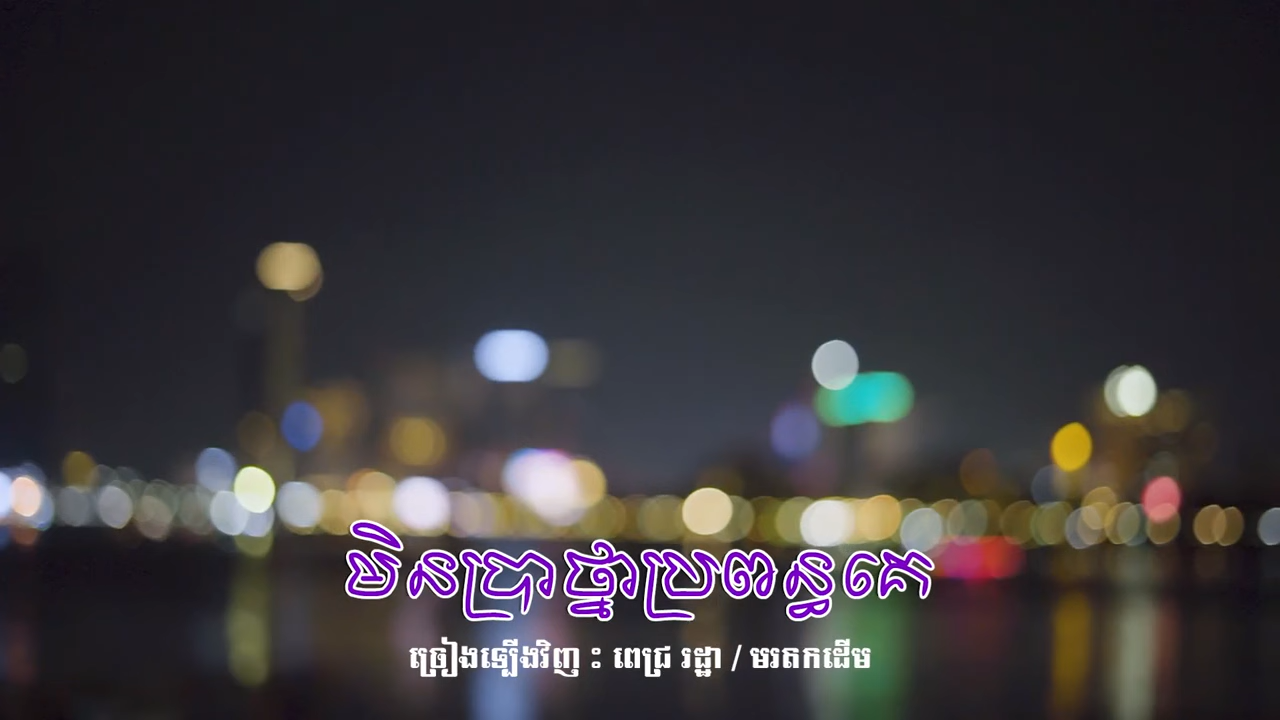 មិនប្រាថ្នាប្រពន្ធគេ
ច្រៀងឡើងវិញ ៖ ពេជ្រ រដ្ឋា / មរតកដើម